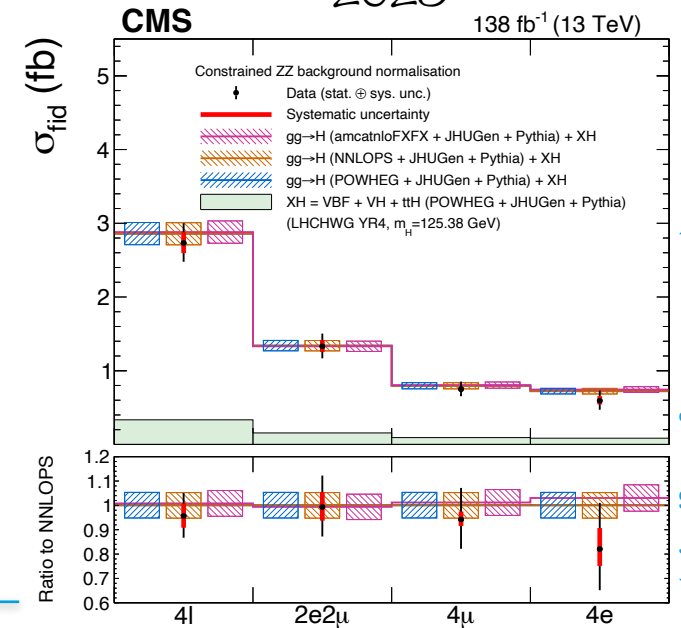 2023
CMS 138 fb⁻¹ (13 TeV)
σfid (fb)
5
4
3
2
1
Constrained ZZ background normalisation
Data (stat. ⊕ sys. unc.)
Systematic uncertainty
gg→H (amcatnloFXFX + JHUGen + Pythia) + XH
gg→H (NNLOPS + JHUGen + Pythia) + XH
gg→H (POWHEG + JHUGen + Pythia) + XH
XH = VBF + VH + ttH (POWHEG + JHUGen + Pythia)
(LHCHWG YR4, mH=125.38 GeV)
Ratio to NNLOPS
1.2
1.1
1
0.9
0.8
0.7
0.6
4l 2e2μ 4μ 4e